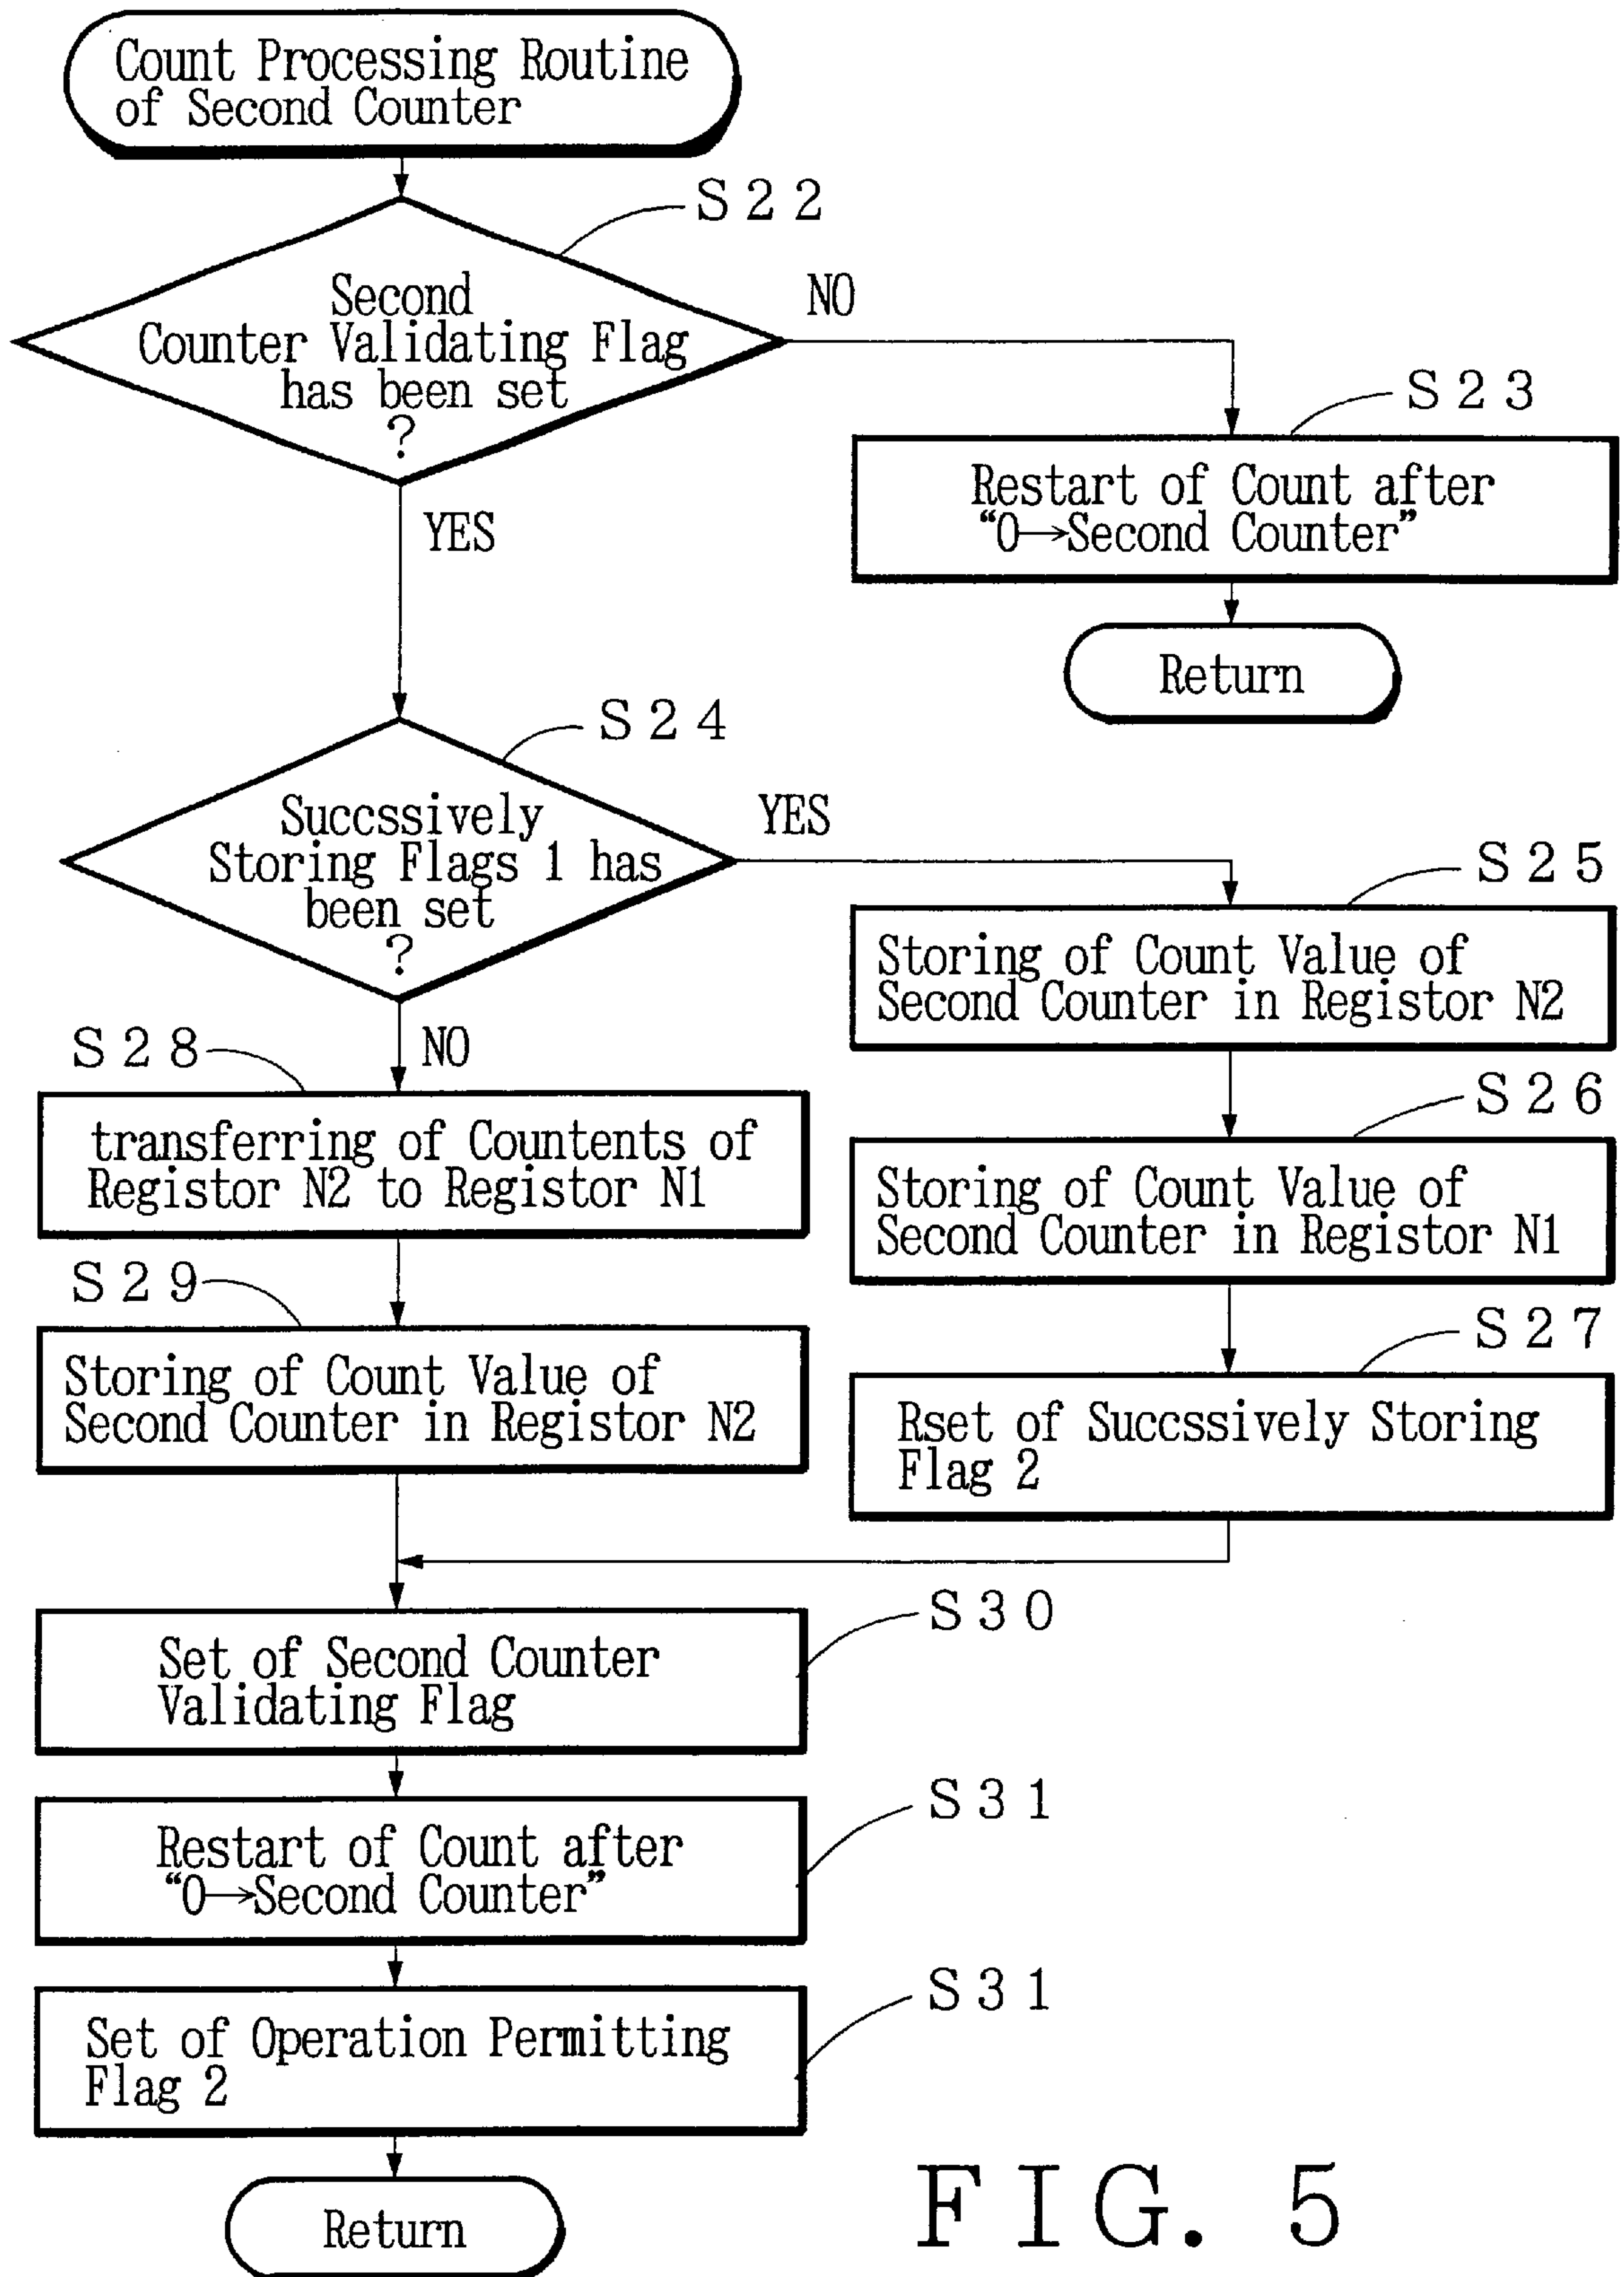 Count Processing Routine
of Second Counter
S22
Second
Counter Validating Flag
has been set
?
NO
YES
S23
Restart of Count after
“0→Second Counter”
Return
S24
Succssively
Storing Flags 1 has
been set
?
YES
NO
S25
Storing of Count Value of
Second Counter in Registor N2
S26
Storing of Count Value of
Second Counter in Registor N1
S27
Rset of Succssively Storing
Flag 2
S28
transferring of Countents of
Registor N2 to Registor N1
S29
Storing of Count Value of
Second Counter in Registor N2
S30
Set of Second Counter
Validating Flag
S31
Restart of Count after
“0→Second Counter”
S31
Set of Operation Permitting
Flag 2
Return
FIG. 5